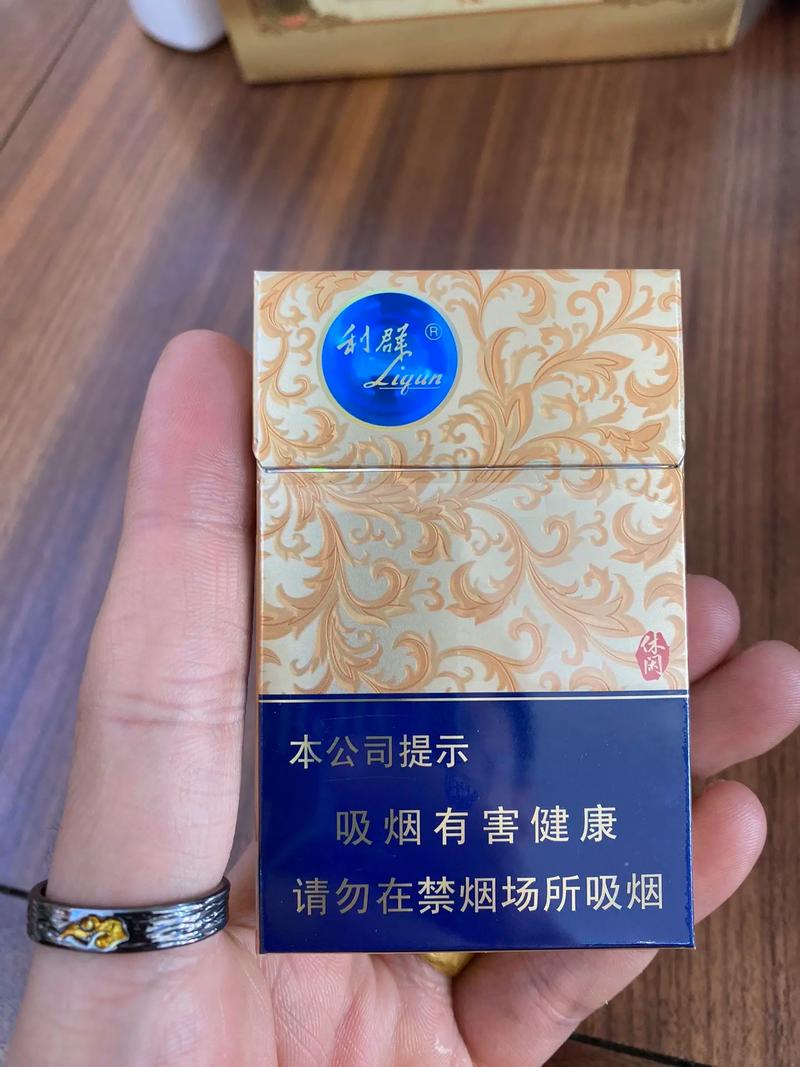 利群®
Liqun
休闲
本公司提示
吸烟有害健康
请勿在禁烟场所吸烟